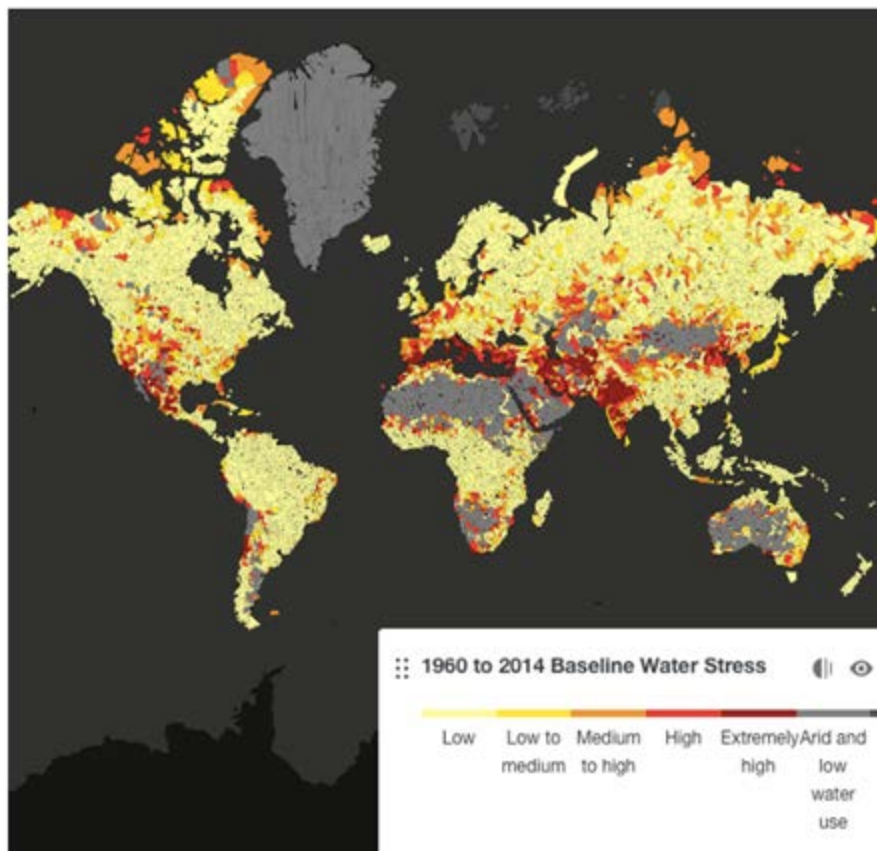 1960 to 2014 Baseline Water Stress
Low
Low to
medium
Medium
to high
High
Extremely
high
Arid and
low
water
use